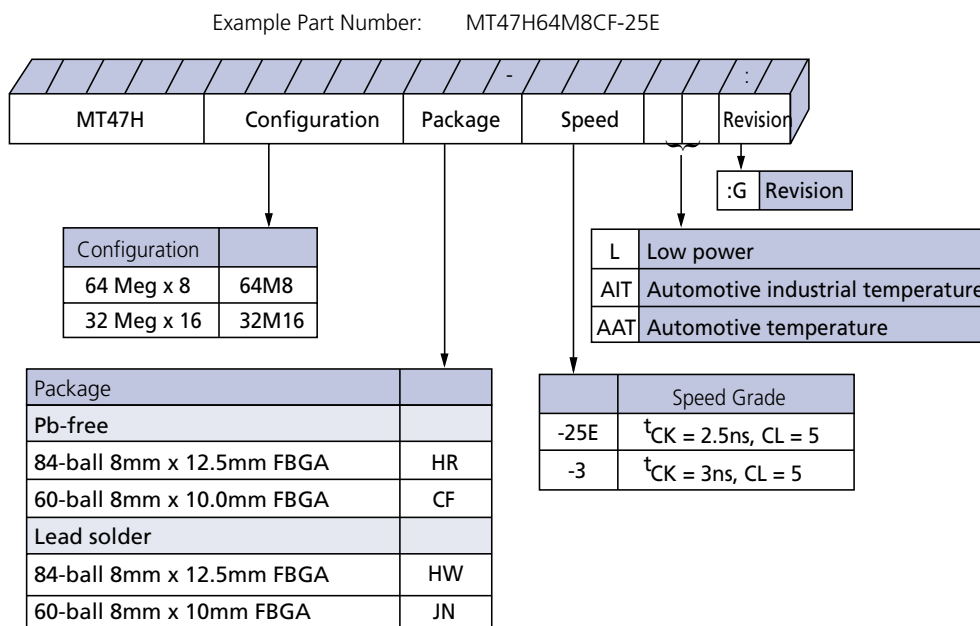 Example Part Number: MT47H64M8CF-25E
- :
MT47H Configuration Package Speed Revision
:G Revision
Configuration
64 Meg x 8 64M8
32 Meg x 16 32M16
L Low power
AIT Automotive industrial temperature
AAT Automotive temperature
Package
Pb-free
84-ball 8mm x 12.5mm FBGA HR
60-ball 8mm x 10.0mm FBGA CF
Lead solder
84-ball 8mm x 12.5mm FBGA HW
60-ball 8mm x 10mm FBGA JN
Speed Grade
-25E tCK = 2.5ns, CL = 5
-3 tCK = 3ns, CL = 5